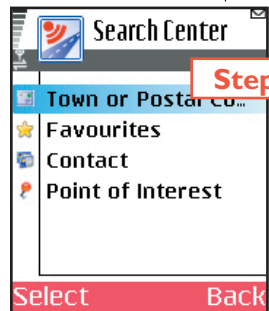 Search Center
Step
Town or Postal Co...
Favourites
Contact
Point of Interest
Select Back